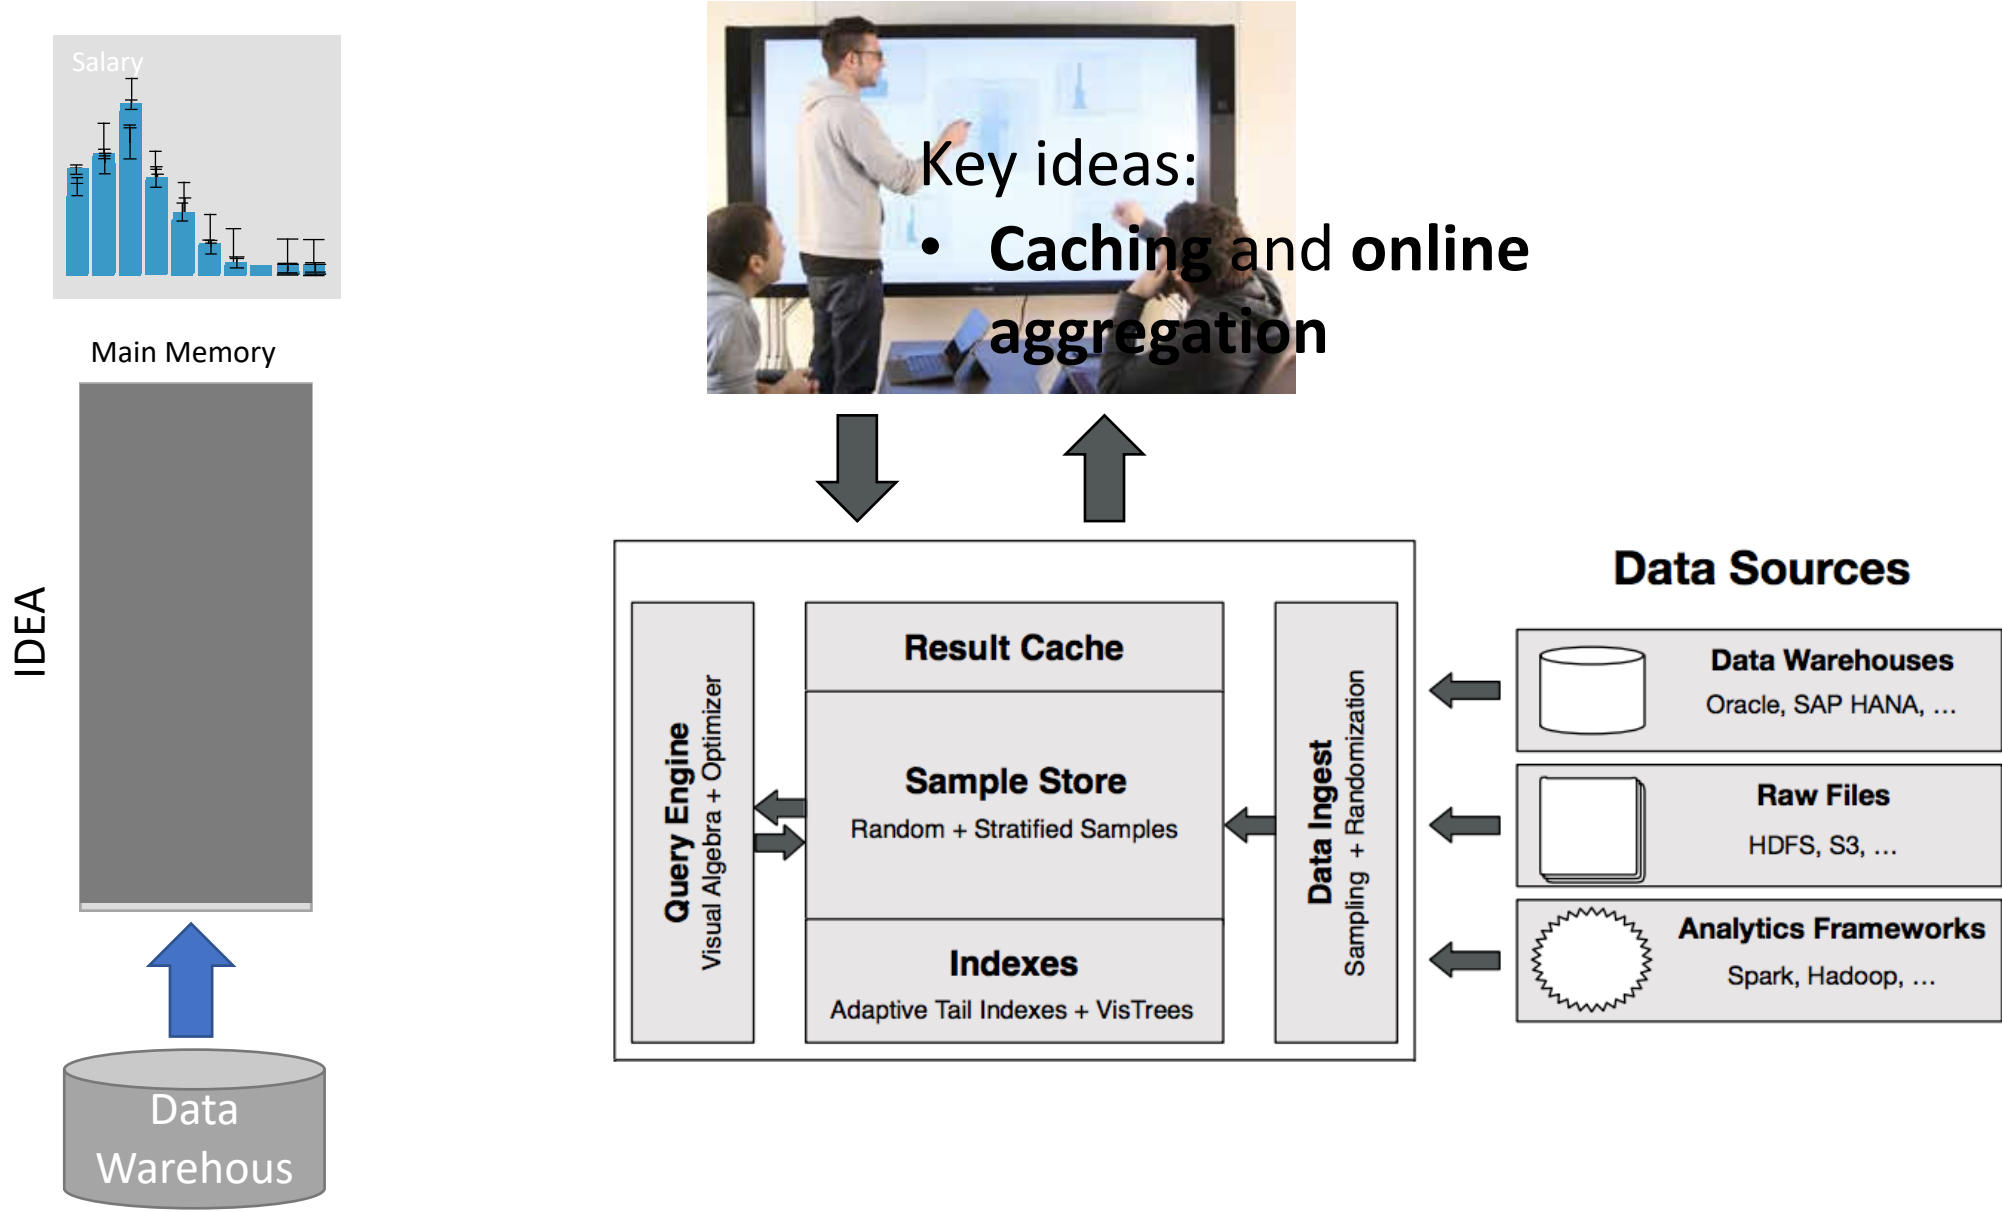 Salary
Main Memory
IDEA
Data
Warehous
Key ideas:
• Caching and online
aggregation
Query Engine
Visual Algebra + Optimizer
Result Cache
Sample Store
Random + Stratified Samples
Indexes
Adaptive Tail Indexes + VisTrees
Data Ingest
Sampling + Randomization
Data Sources
Data Warehouses
Oracle, SAP HANA, ...
Raw Files
HDFS, S3, ...
Analytics Frameworks
Spark, Hadoop, ...